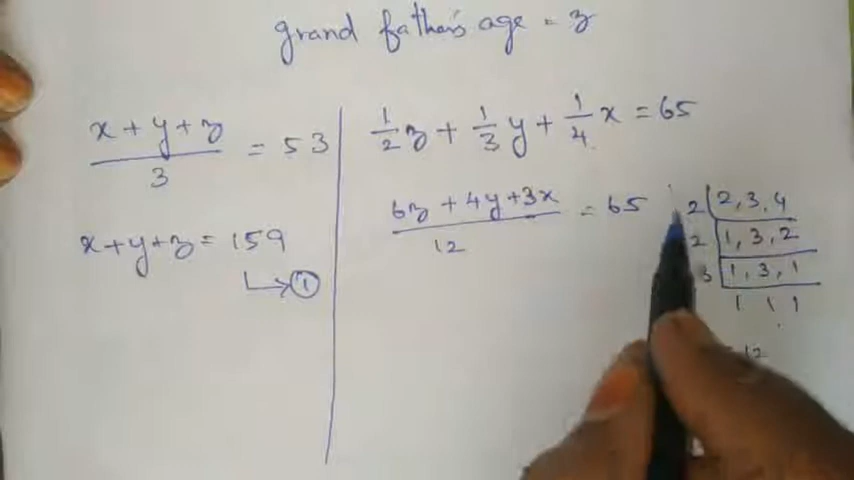 grand father's age = z
x + y + z / 3 = 53
x + y + z = 159
①
1/2 z + 1/3 y + 1/4 x = 65
6z + 4y + 3x / 12 = 65
2 | 2, 3, 4
2 | 1, 3, 2
3 | 1, 3, 1
1 1 1
12